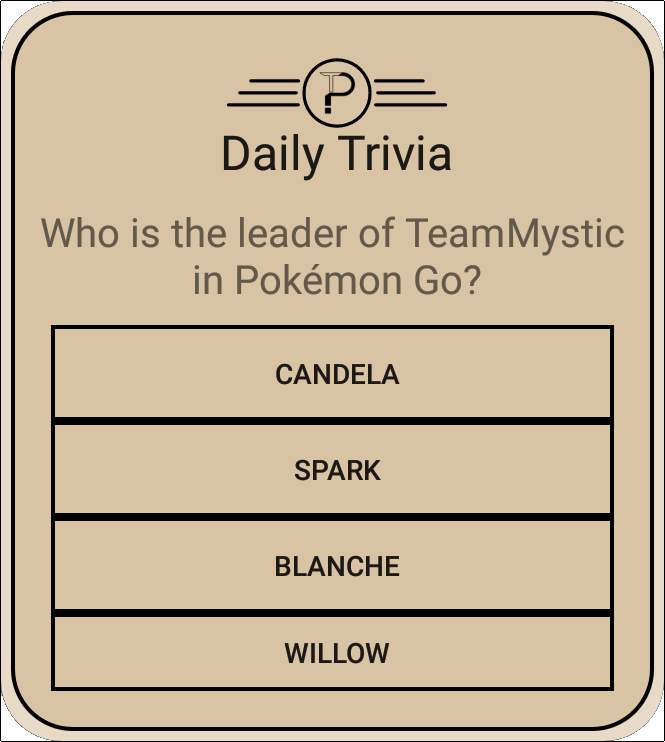 Daily Trivia
Who is the leader of TeamMystic
in Pokémon Go?
CANDELA
SPARK
BLANCHE
WILLOW